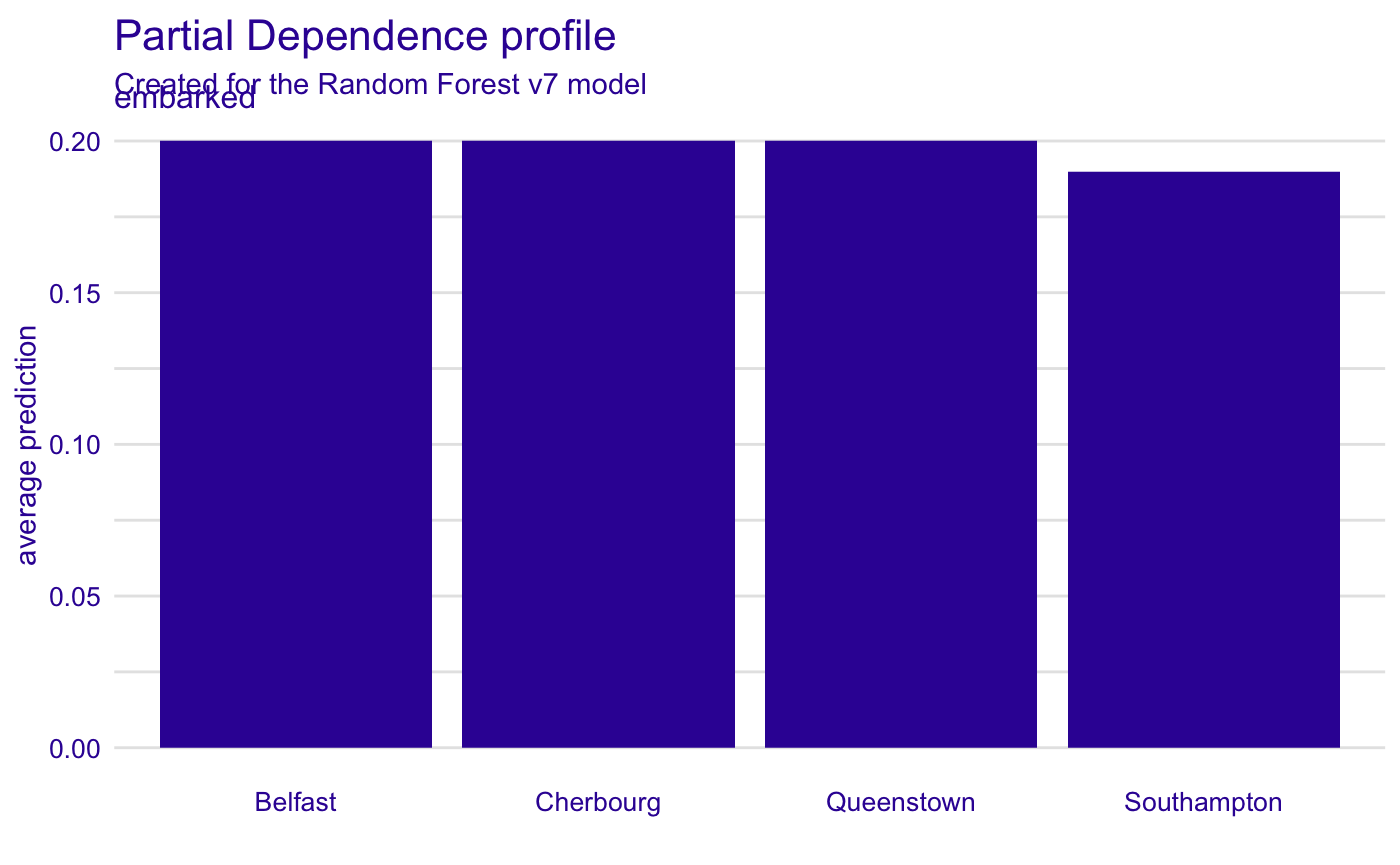 Partial Dependence profile
Created for the Random Forest v7 model
embarked
0.20
0.15
0.10
0.05
0.00
average prediction
Belfast
Cherbourg
Queenstown
Southampton